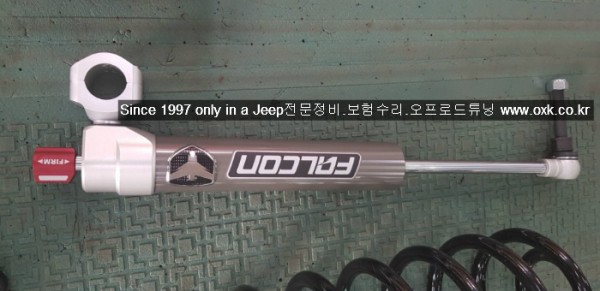 Since 1997 only in a Jeep전문정비.보험수리.오프로드튜닝 www.oxk.co.kr
◄FIRM►
FALCON